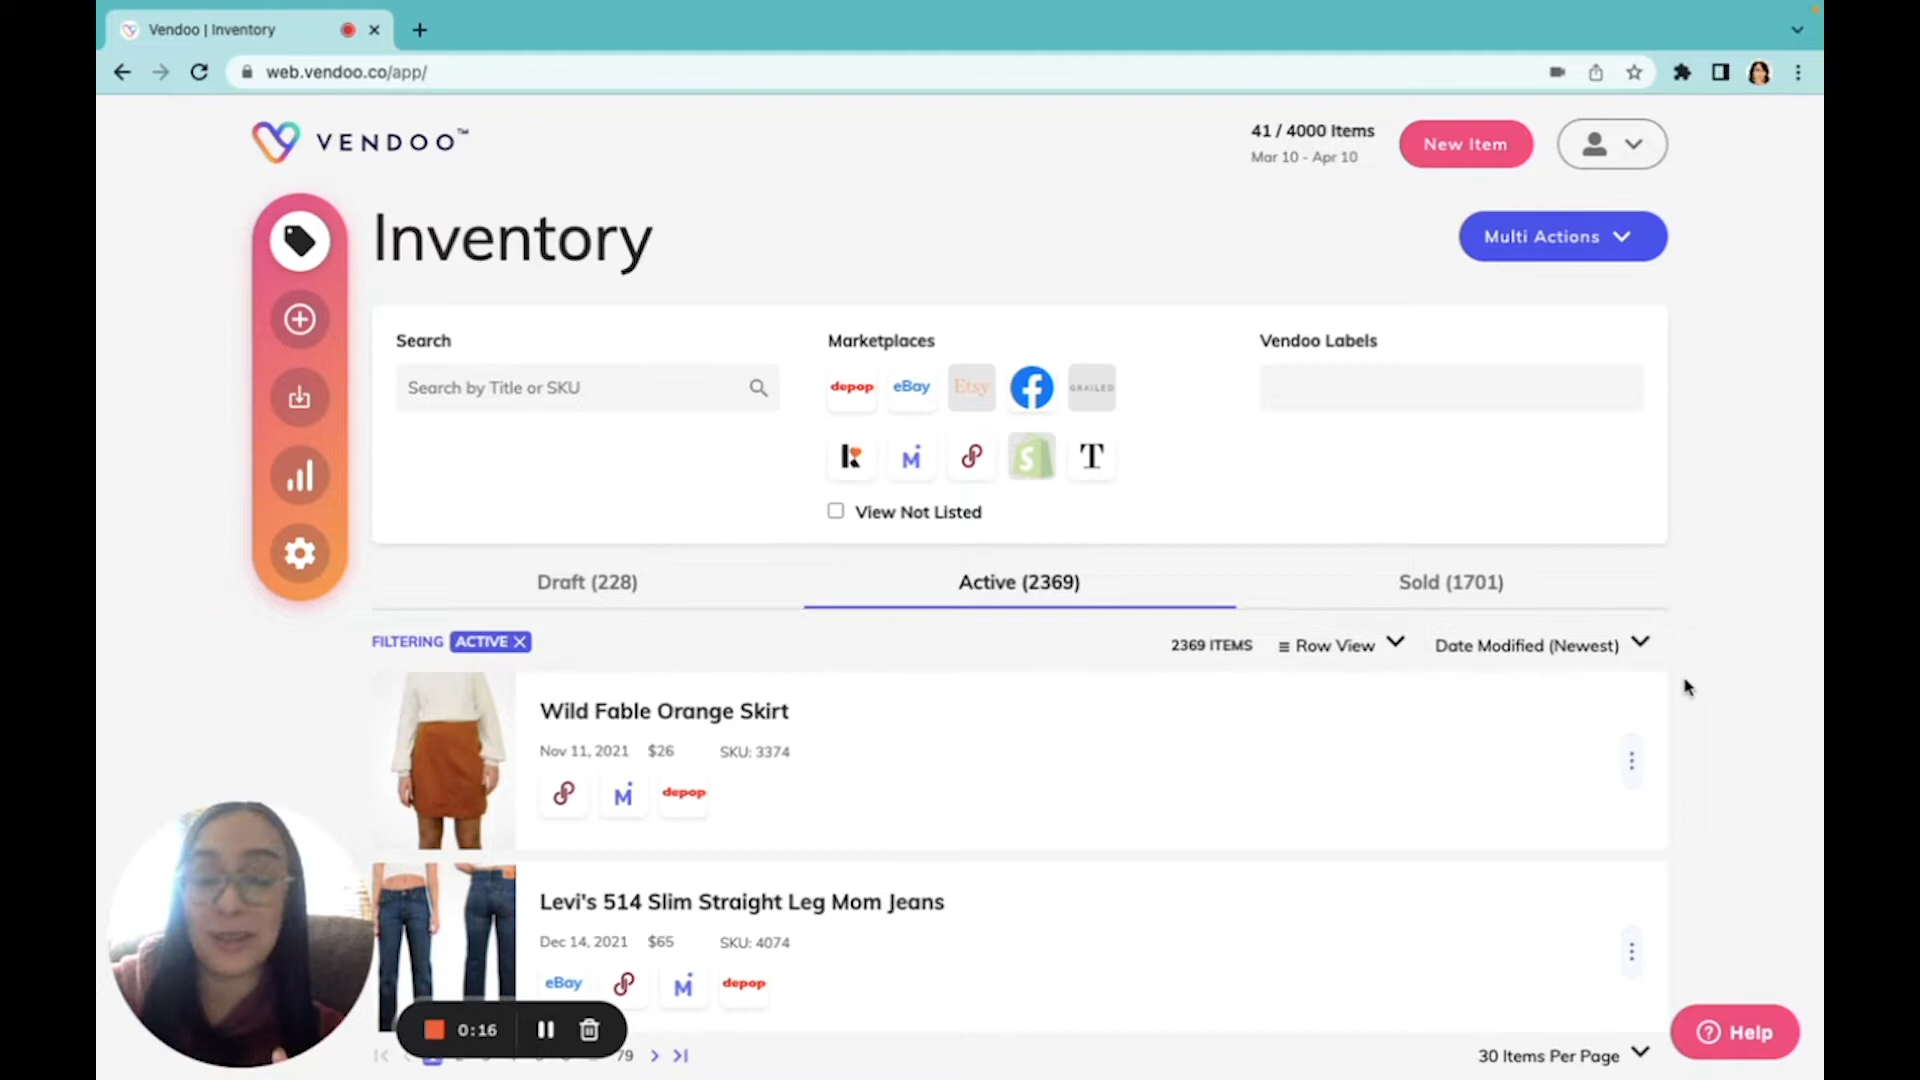 Vendoo | Inventory
web.vendoo.co/app/
VENDOO™
41 / 4000 Items
Mar 10 - Apr 10
New Item
Inventory
Multi Actions
Search
Marketplaces
Vendoo Labels
Search by Title or SKU
depop
eBay
Etsy
GRAILED
View Not Listed
Draft (228)
Active (2369)
Sold (1701)
FILTERING ACTIVE
2369 ITEMS
Row View
Date Modified (Newest)
Wild Fable Orange Skirt
Nov 11, 2021 $26 SKU: 3374
depop
Levi's 514 Slim Straight Leg Mom Jeans
Dec 14, 2021 $65 SKU: 4074
eBay
depop
0:16
79
30 Items Per Page
Help